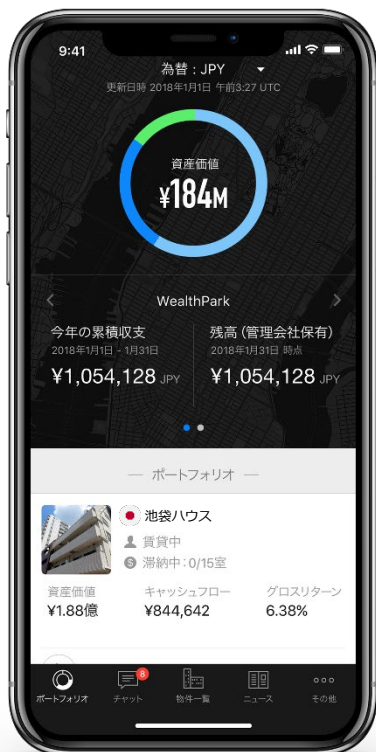 9:41
為替：JPY
更新日時 2018年1月1日 午前3:27 UTC
資産価値
¥184M
WealthPark
今年の累積収支
2018年1月1日 - 1月31日
¥1,054,128 JPY
残高 (管理会社保有)
2018年1月31日 時点
¥1,054,128 JPY
ポートフォリオ
池袋ハウス
賃貸中
滞納中：0/15室
資産価値
¥1.88億
キャッシュフロー
¥844,642
グロスリターン
6.38%
8
ポートフォリオ
チャット
物件一覧
ニュース
その他